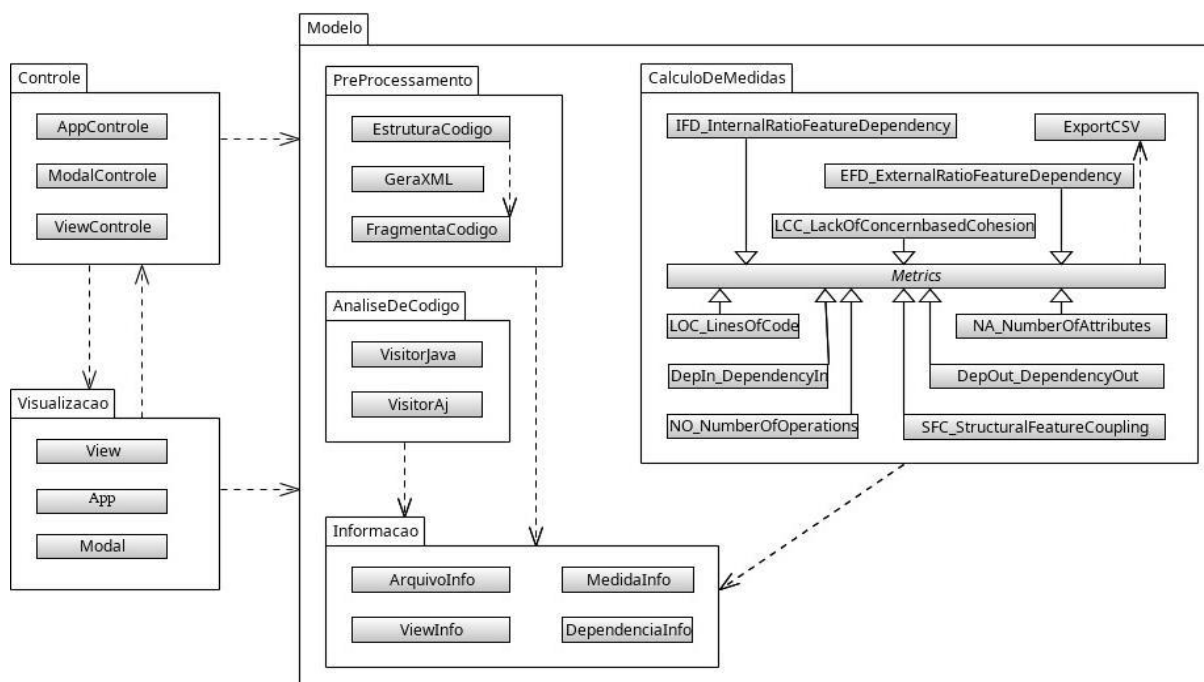 Modelo
Controle
AppControle
ModalControle
ViewControle
Visualizacao
View
App
Modal
PreProcessamento
EstruturaCodigo
GeraXML
FragmentaCodigo
AnaliseDeCodigo
VisitorJava
VisitorAj
Informacao
ArquivoInfo
MedidaInfo
ViewInfo
DependenciaInfo
CalculoDeMedidas
IFD_InternalRatioFeatureDependency
ExportCSV
EFD_ExternalRatioFeatureDependency
LCC_LackOfConcernbasedCohesion
Metrics
LOC_LinesOfCode
NA_NumberOfAttributes
DepIn_DependencyIn
DepOut_DependencyOut
NO_NumberOfOperations
SFC_StructuralFeatureCoupling